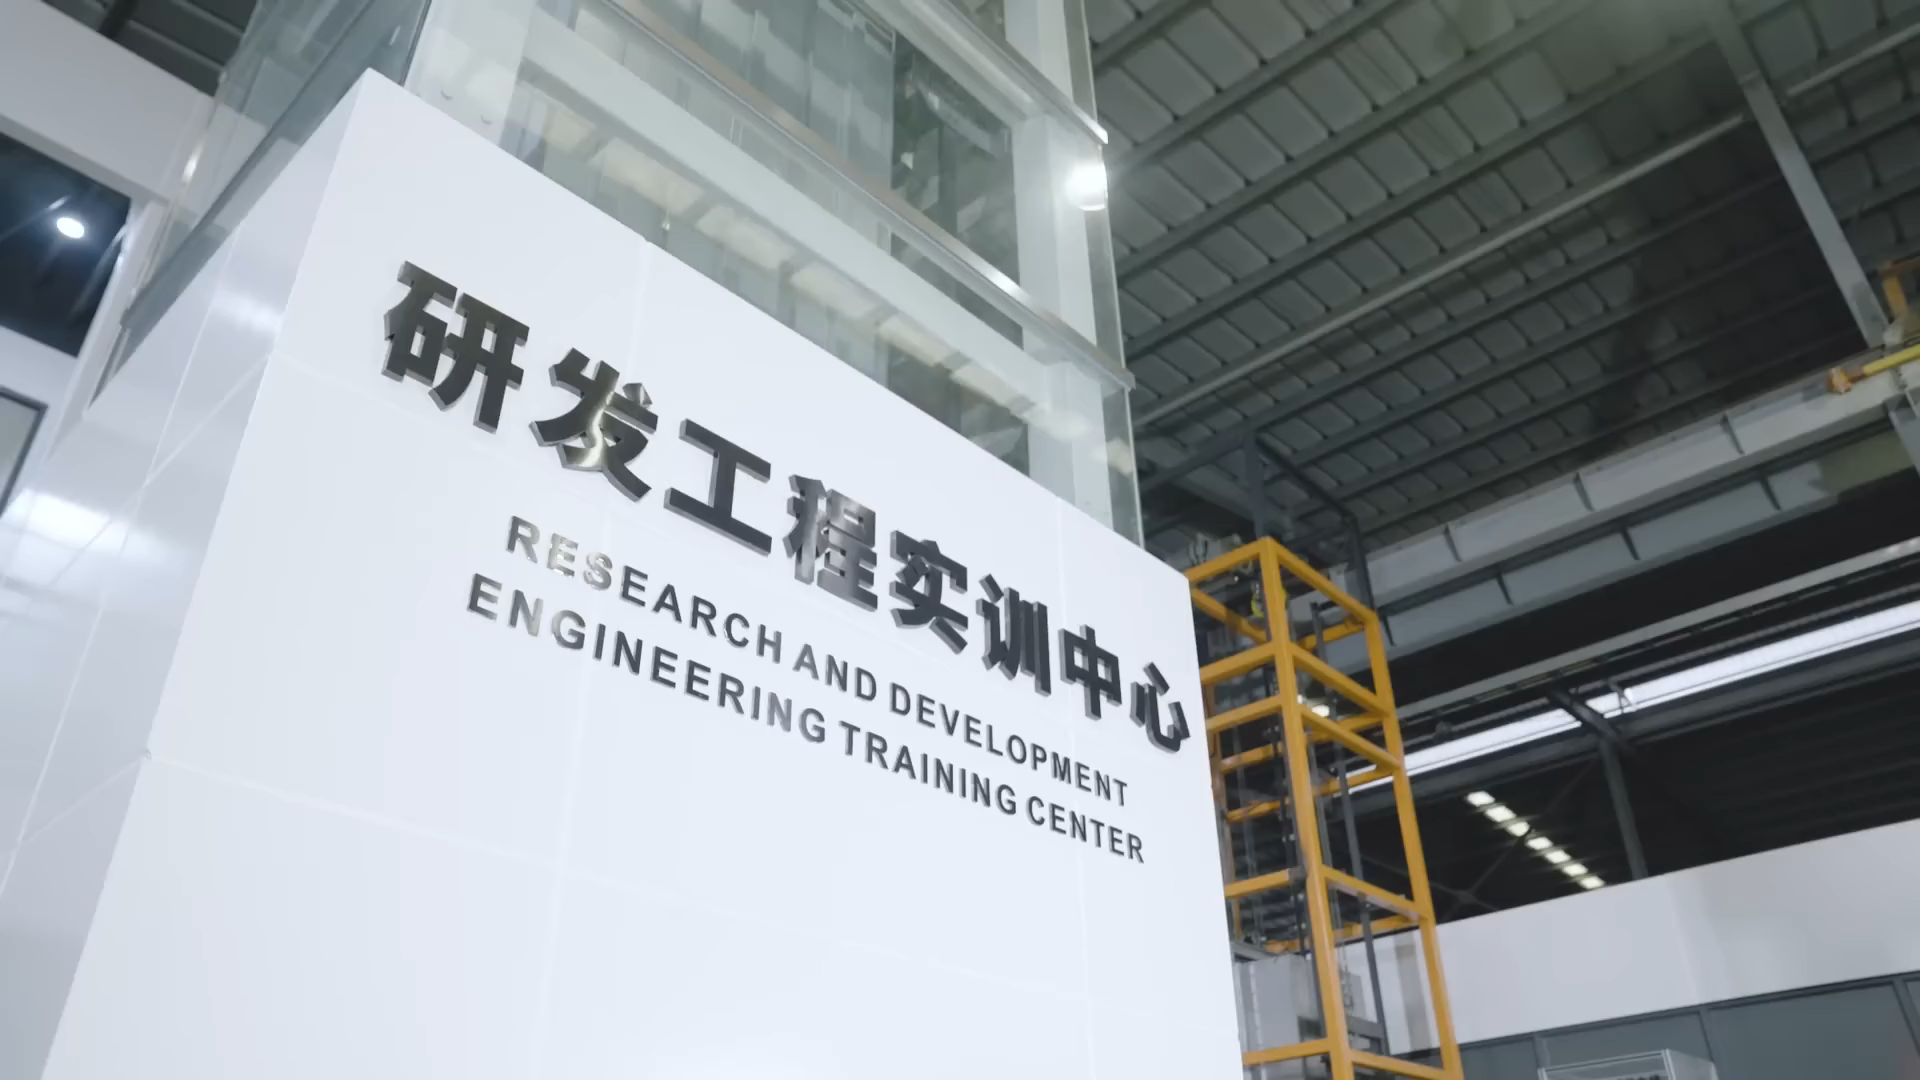 研发工程实训中心
RESEARCH AND DEVELOPMENT
ENGINEERING TRAINING CENTER